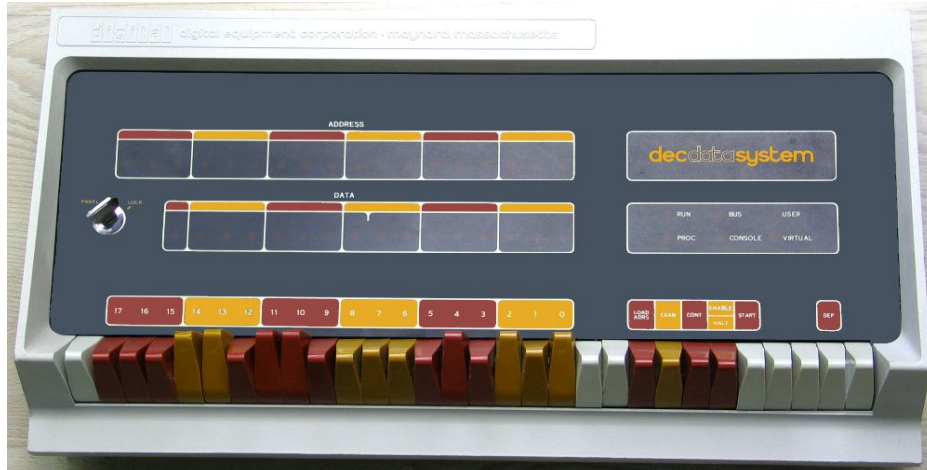 digital digital equipment corporation · maynard, massachusetts
ADDRESS
decdatasystem
DATA
PANEL LOCK
RUN BUS USER
PROC CONSOLE VIRTUAL
17 16 15 14 13 12 11 10 9 8 7 6 5 4 3 2 1 0
LOAD ADRS EXAM CONT ENABLE HALT START DEP